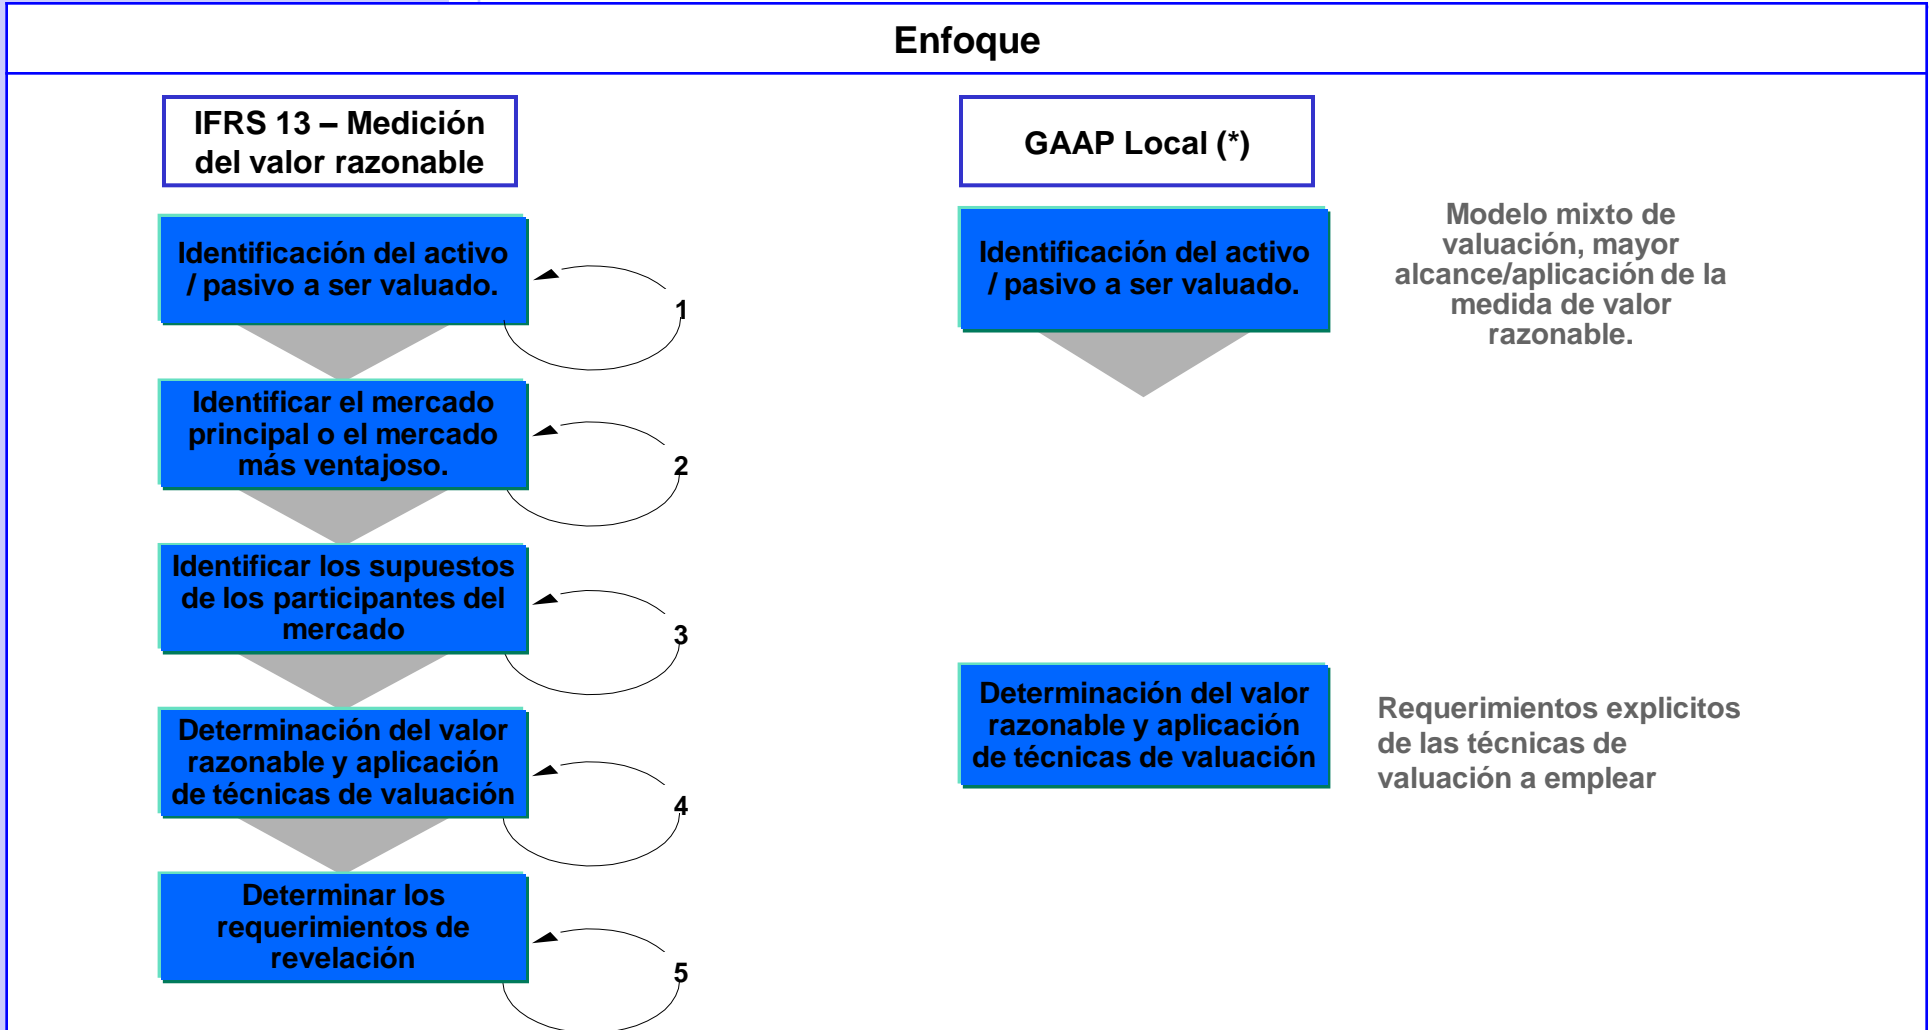 Enfoque
IFRS 13 – Medición
del valor razonable
Identificación del activo
/ pasivo a ser valuado.
1
Identificar el mercado
principal o el mercado
más ventajoso.
2
Identificar los supuestos
de los participantes del
mercado
3
Determinación del valor
razonable y aplicación
de técnicas de valuación
4
Determinar los
requerimientos de
revelación
5
GAAP Local (*)
Identificación del activo
/ pasivo a ser valuado.
Modelo mixto de
valuación, mayor
alcance/aplicación de la
medida de valor
razonable.
Determinación del valor
razonable y aplicación
de técnicas de valuación
Requerimientos explicitos
de las técnicas de
valuación a emplear